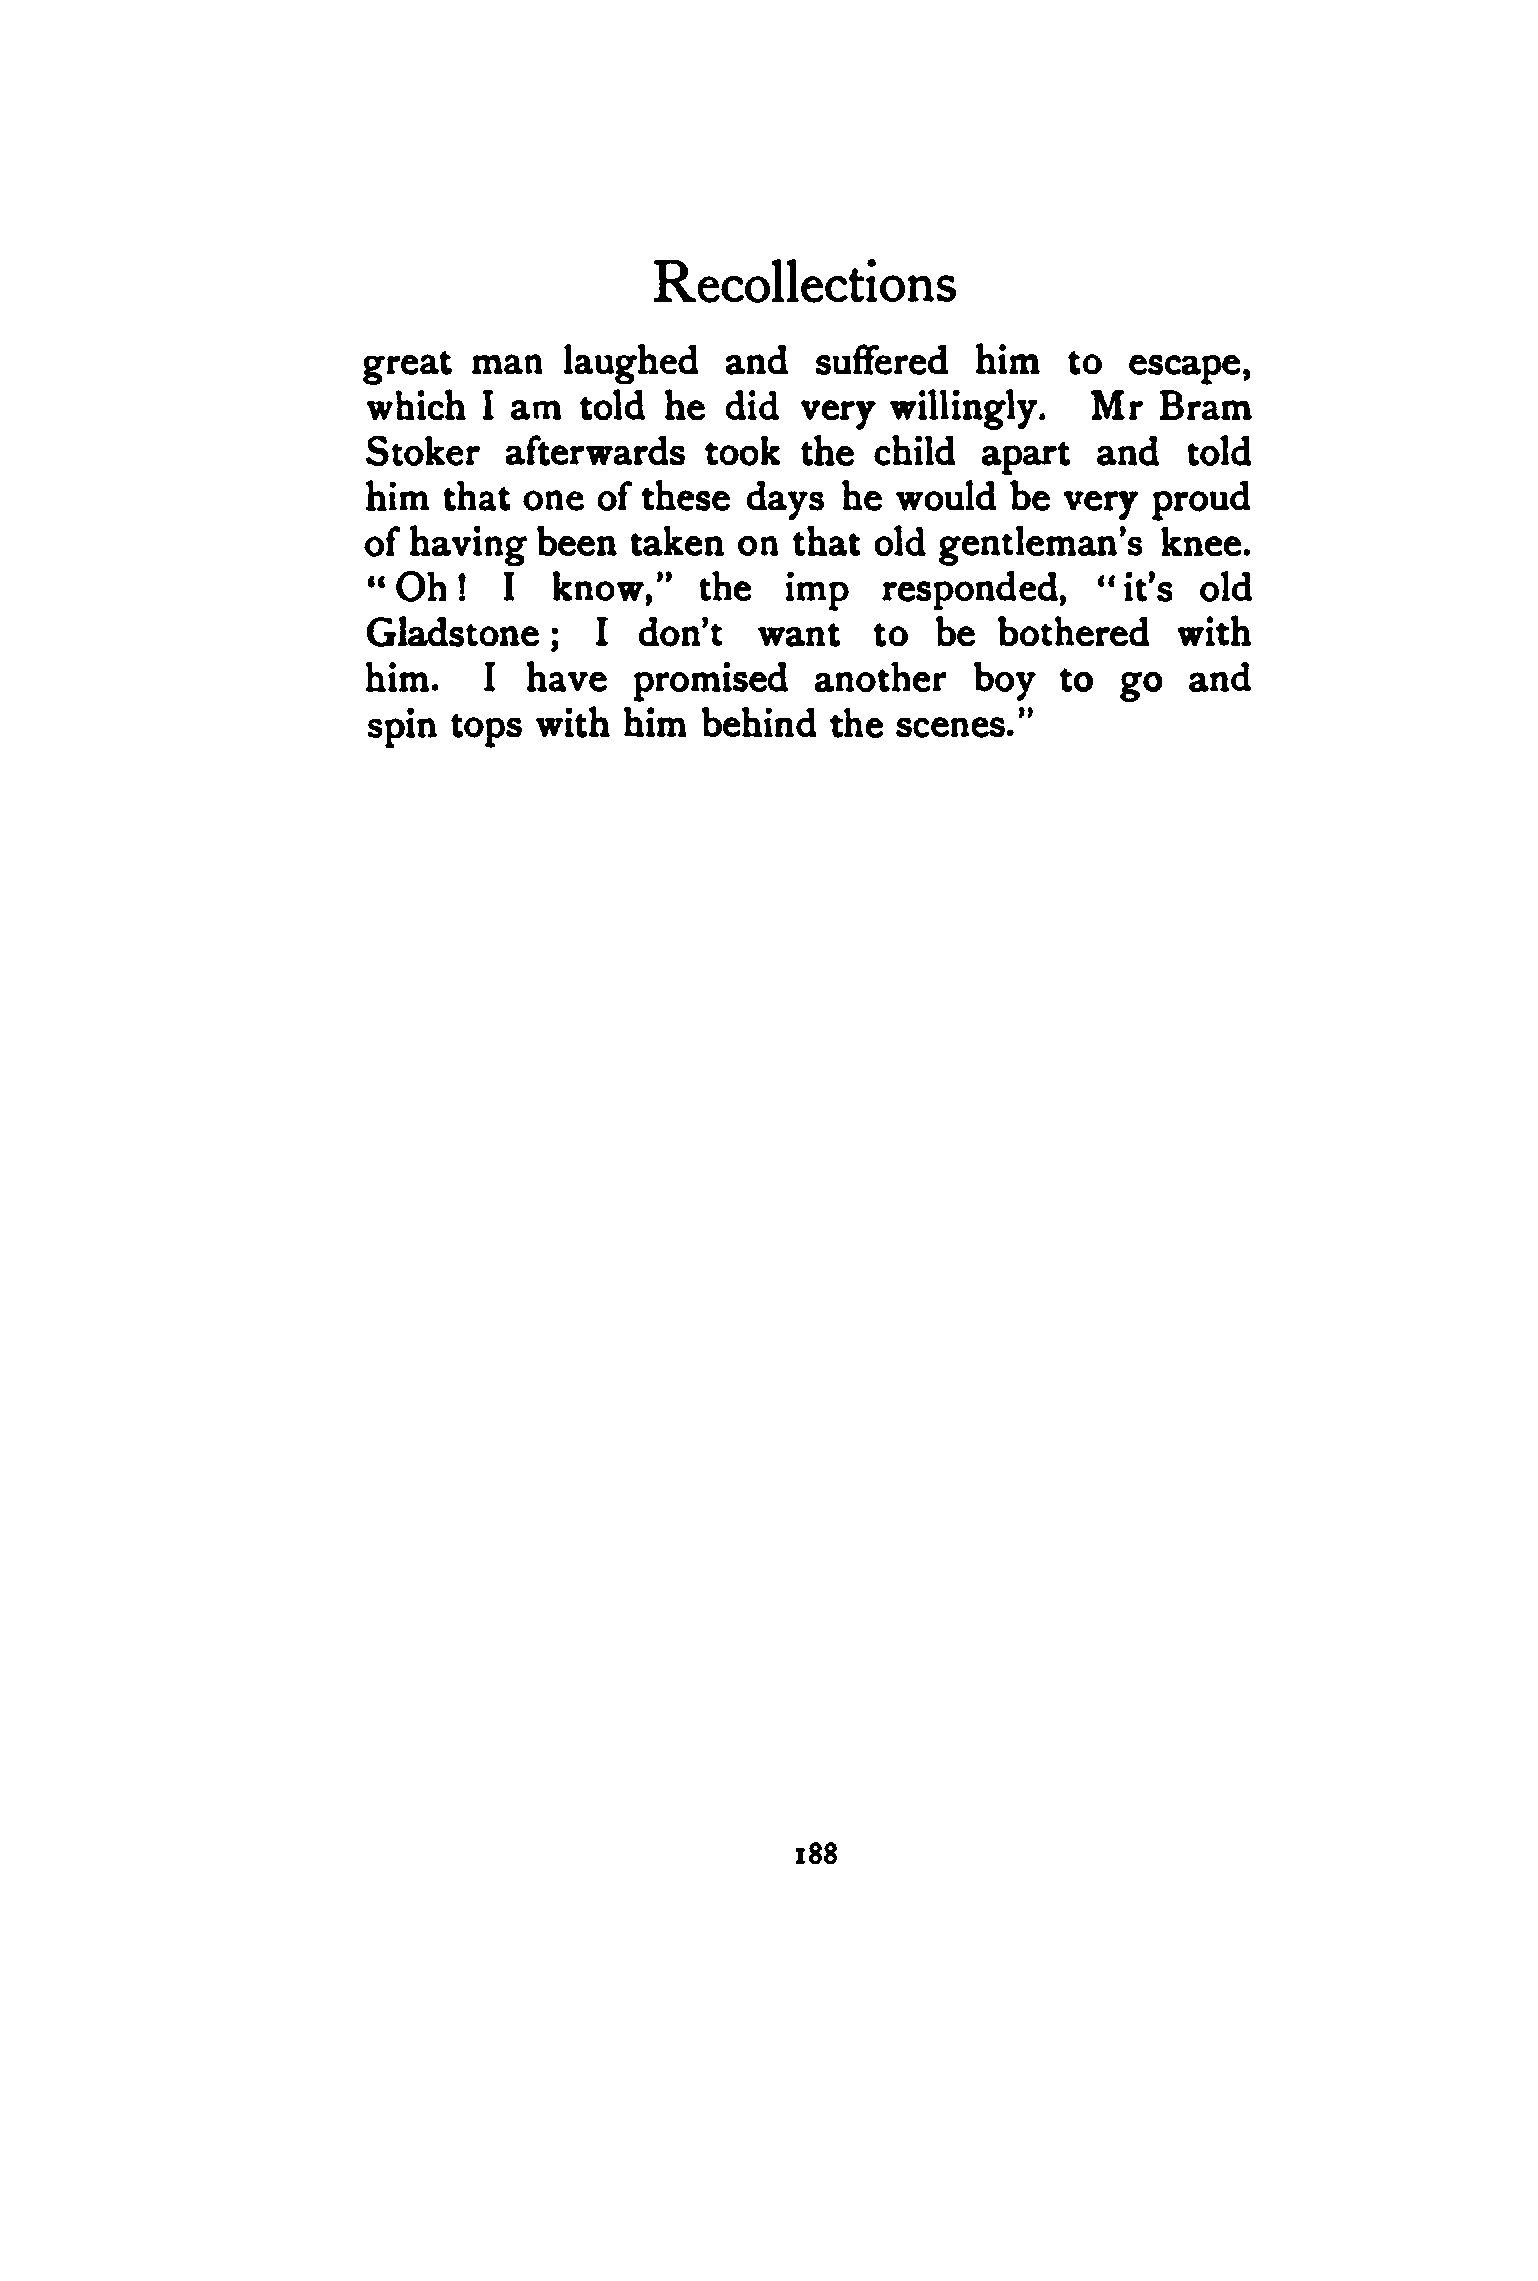 Recollections
great man laughed and suffered him to escape,
which I am told he did very willingly. Mr Bram
Stoker afterwards took the child apart and told
him that one of these days he would be very proud
of having been taken on that old gentleman's knee.
"Oh! I know," the imp responded, "it's old
Gladstone; I don't want to be bothered with
him. I have promised another boy to go and
spin tops with him behind the scenes."
188